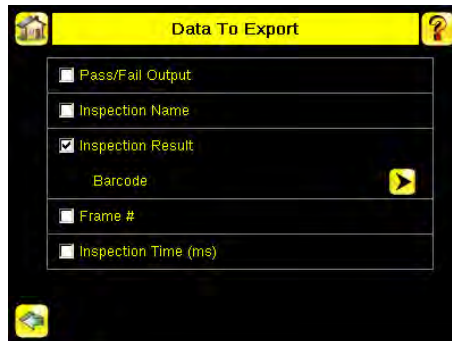 Data To Export
?
Pass/Fail Output
Inspection Name
Inspection Result
Barcode
Frame #
Inspection Time (ms)